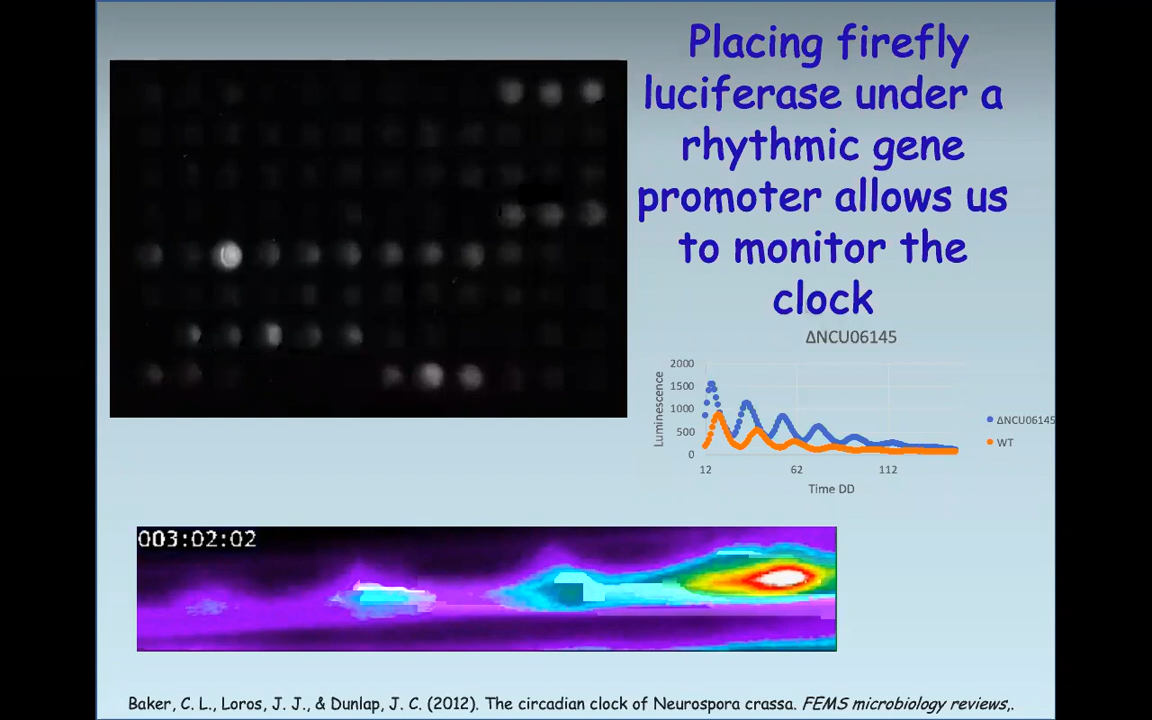 Placing firefly
luciferase under a
rhythmic gene
promoter allows us
to monitor the
clock
ΔNCU06145
2000
1500
1000
500
0
Luminescence
12 62 112
Time DD
ΔNCU06145
WT
003:02:02
Baker, C. L., Loros, J. J., & Dunlap, J. C. (2012). The circadian clock of Neurospora crassa. FEMS microbiology reviews,.